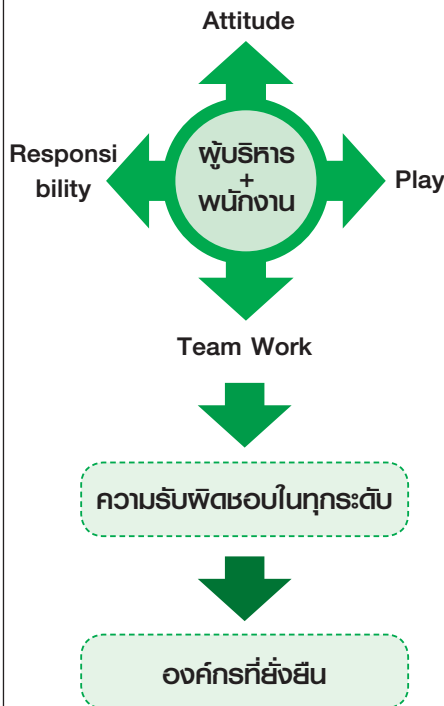 Attitude
Responsi
bility
ผู้บริหาร
+
พนักงาน
Play
Team Work
ความรับผิดชอบในทุกระดับ
องค์กรที่ยั่งยืน